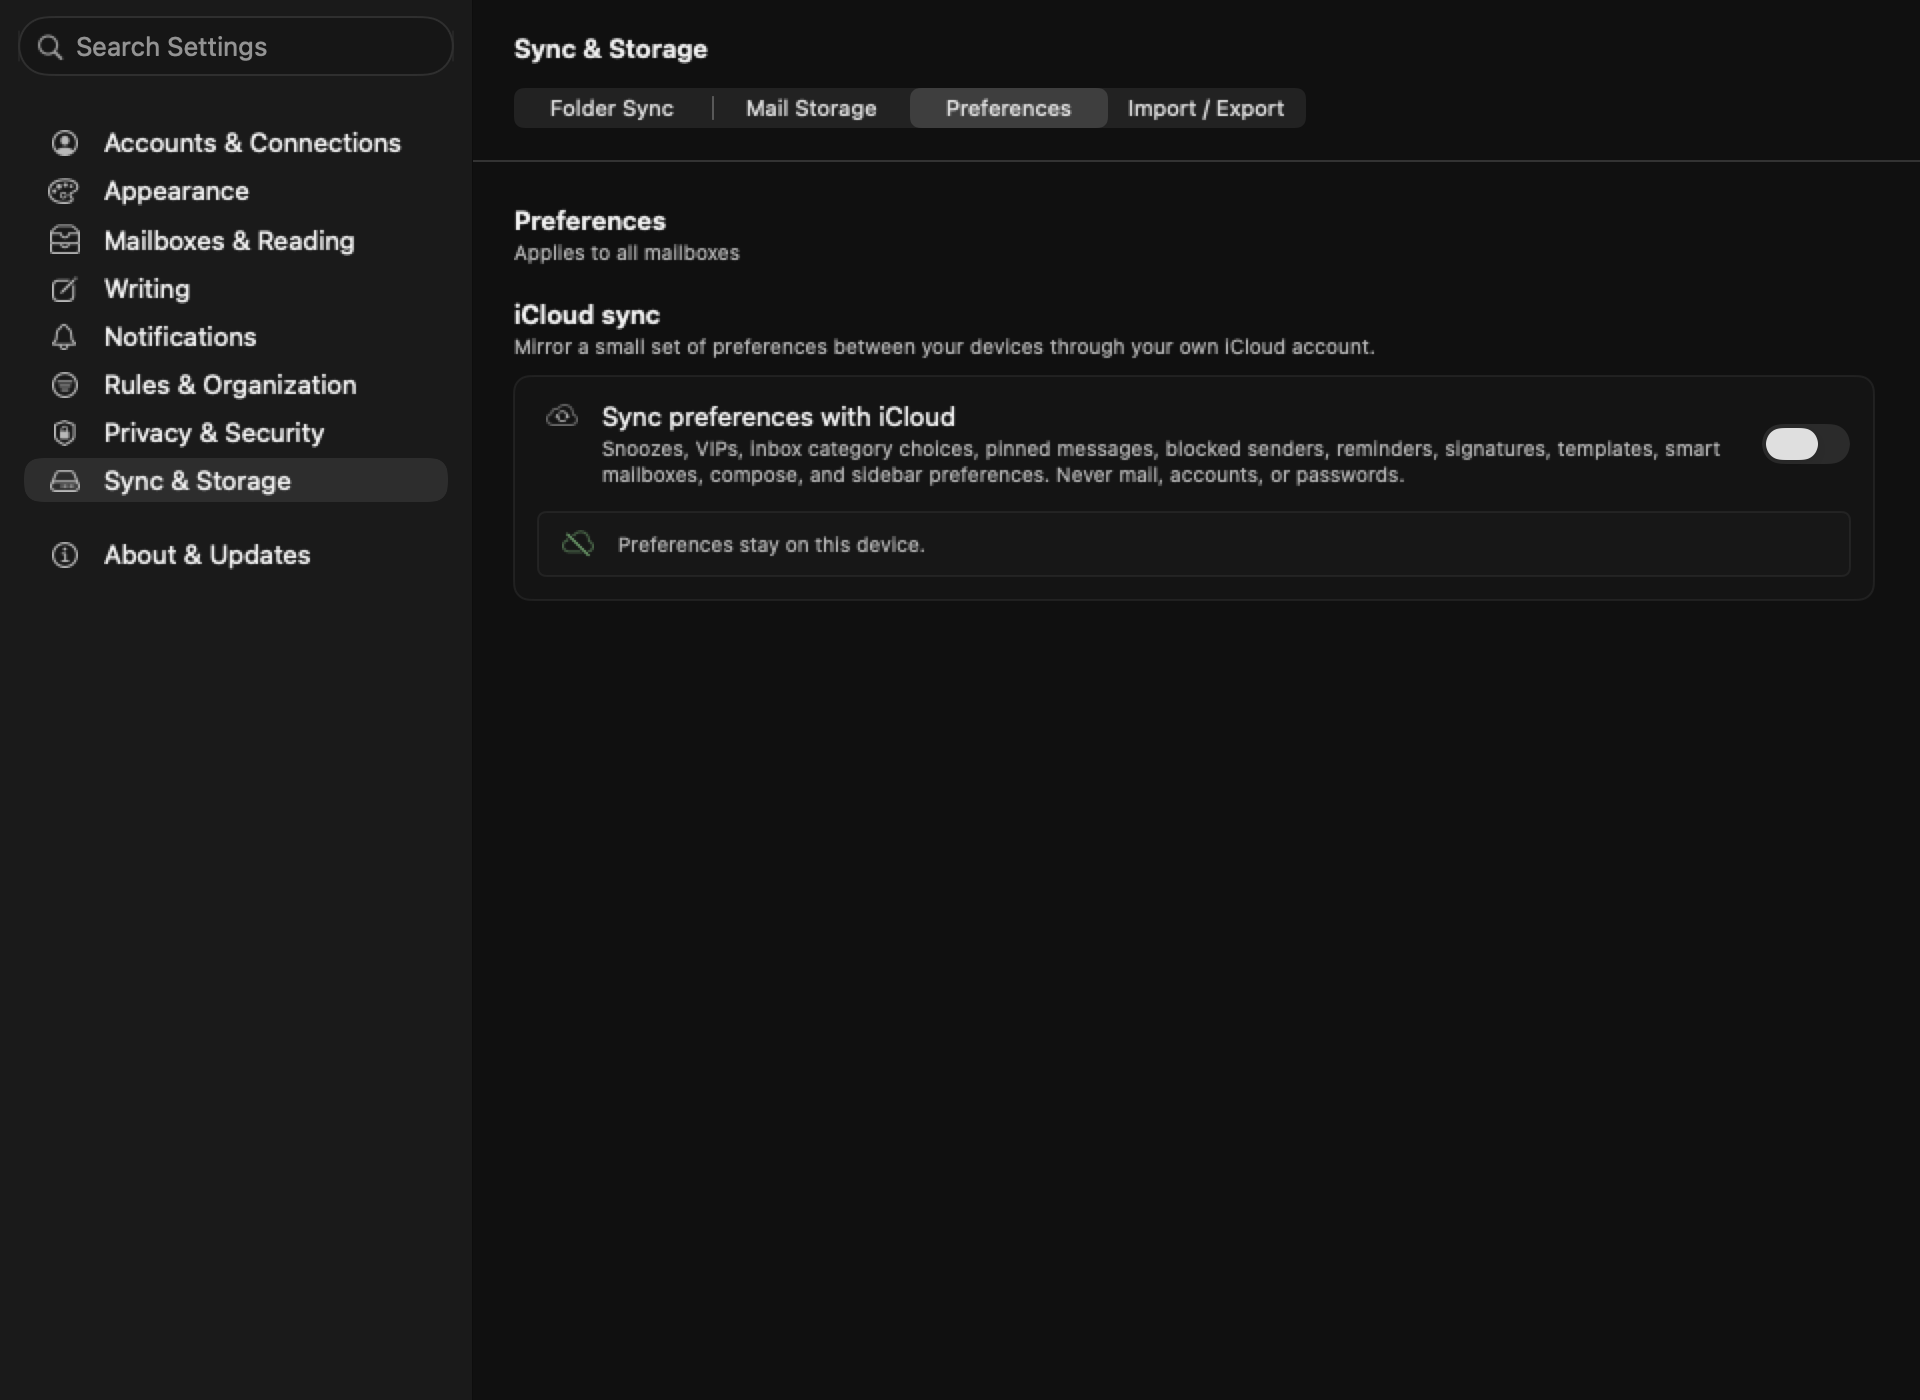 Search Settings
Accounts & Connections
Appearance
Mailboxes & Reading
Writing
Notifications
Rules & Organization
Privacy & Security
Sync & Storage
About & Updates
Sync & Storage
Folder Sync
Mail Storage
Preferences
Import / Export
Preferences
Applies to all mailboxes
iCloud sync
Mirror a small set of preferences between your devices through your own iCloud account.
Sync preferences with iCloud
Snoozes, VIPs, inbox category choices, pinned messages, blocked senders, reminders, signatures, templates, smart
mailboxes, compose, and sidebar preferences. Never mail, accounts, or passwords.
Preferences stay on this device.